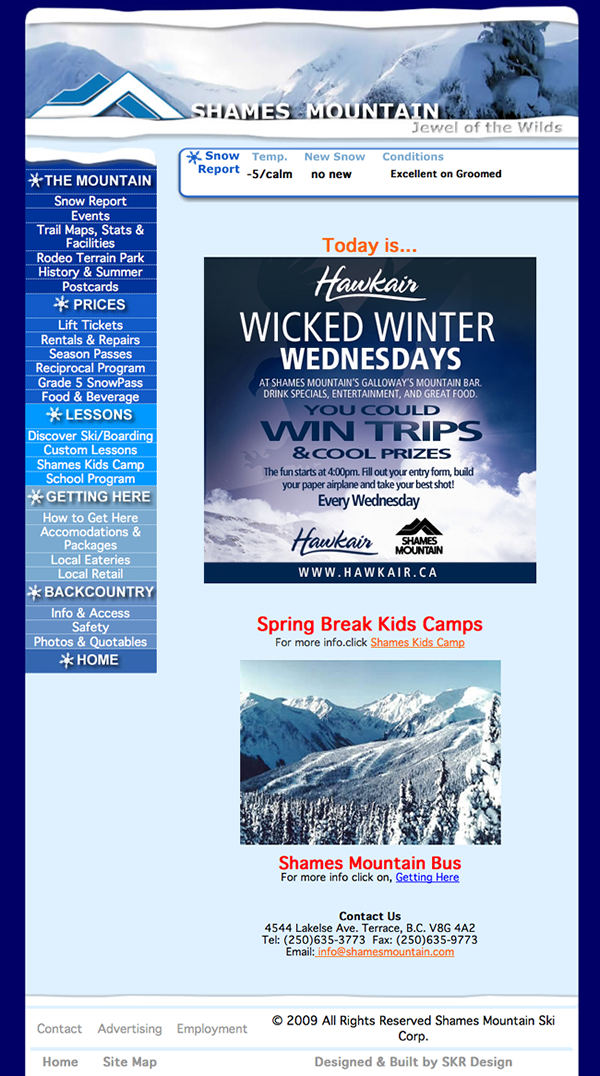 SHAMES MOUNTAIN
Jewel of the Wilds
Snow Report
Temp. New Snow Conditions
-5/calm no new Excellent on Groomed
THE MOUNTAIN
Snow Report
Events
Trail Maps, Stats &
Facilities
Rodeo Terrain Park
History & Summer
Postcards
PRICES
Lift Tickets
Rentals & Repairs
Season Passes
Reciprocal Program
Grade 5 SnowPass
Food & Beverage
LESSONS
Discover Ski/Boarding
Custom Lessons
Shames Kids Camp
School Program
GETTING HERE
How to Get Here
Accomodations &
Packages
Local Eateries
Local Retail
BACKCOUNTRY
Info & Access
Safety
Photos & Quotables
HOME
Today is...
Hawkair
WICKED WINTER
WEDNESDAYS
AT SHAMES MOUNTAIN'S GALLOWAY'S MOUNTAIN BAR.
DRINK SPECIALS, ENTERTAINMENT, AND GREAT FOOD.
YOU COULD
WIN TRIPS
& COOL PRIZES
The fun starts at 4:00pm. Fill out your entry form, build
your paper airplane and take your best shot!
Every Wednesday
Hawkair
SHAMES
MOUNTAIN
WWW.HAWKAIR.CA
Spring Break Kids Camps
For more info.click Shames Kids Camp
Shames Mountain Bus
For more info click on, Getting Here
Contact Us
4544 Lakelse Ave. Terrace, B.C. V8G 4A2
Tel: (250)635-3773 Fax: (250)635-9773
Email: info@shamesmountain.com
Contact Advertising Employment
© 2009 All Rights Reserved Shames Mountain Ski
Corp.
Home Site Map
Designed & Built by SKR Design